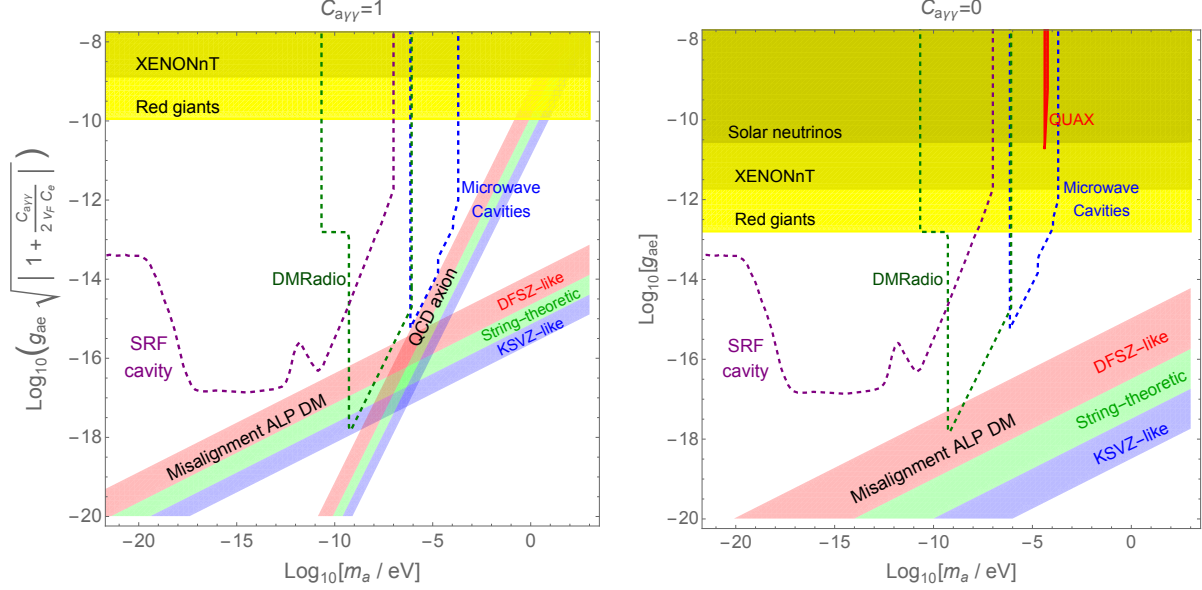 C_{aγγ}=1
-8
-10
-12
-14
-16
-18
-20
Log₁₀(g_{ae} √|1 + C_{aγγ} / 2 v_F C_e|)
XENONnT
Red giants
Microwave
Cavities
DMRadio
SRF
cavity
QCD axion
DFSZ-like
String-theoretic
KSVZ-like
Misalignment ALP DM
-20
-15
-10
-5
0
Log₁₀[m_a / eV]
C_{aγγ}=0
-8
-10
-12
-14
-16
-18
-20
Log₁₀[g_{ae}]
QUAX
Solar neutrinos
XENONnT
Microwave
Cavities
Red giants
DMRadio
SRF
cavity
DFSZ-like
String-theoretic
KSVZ-like
Misalignment ALP DM
-20
-15
-10
-5
0
Log₁₀[m_a / eV]